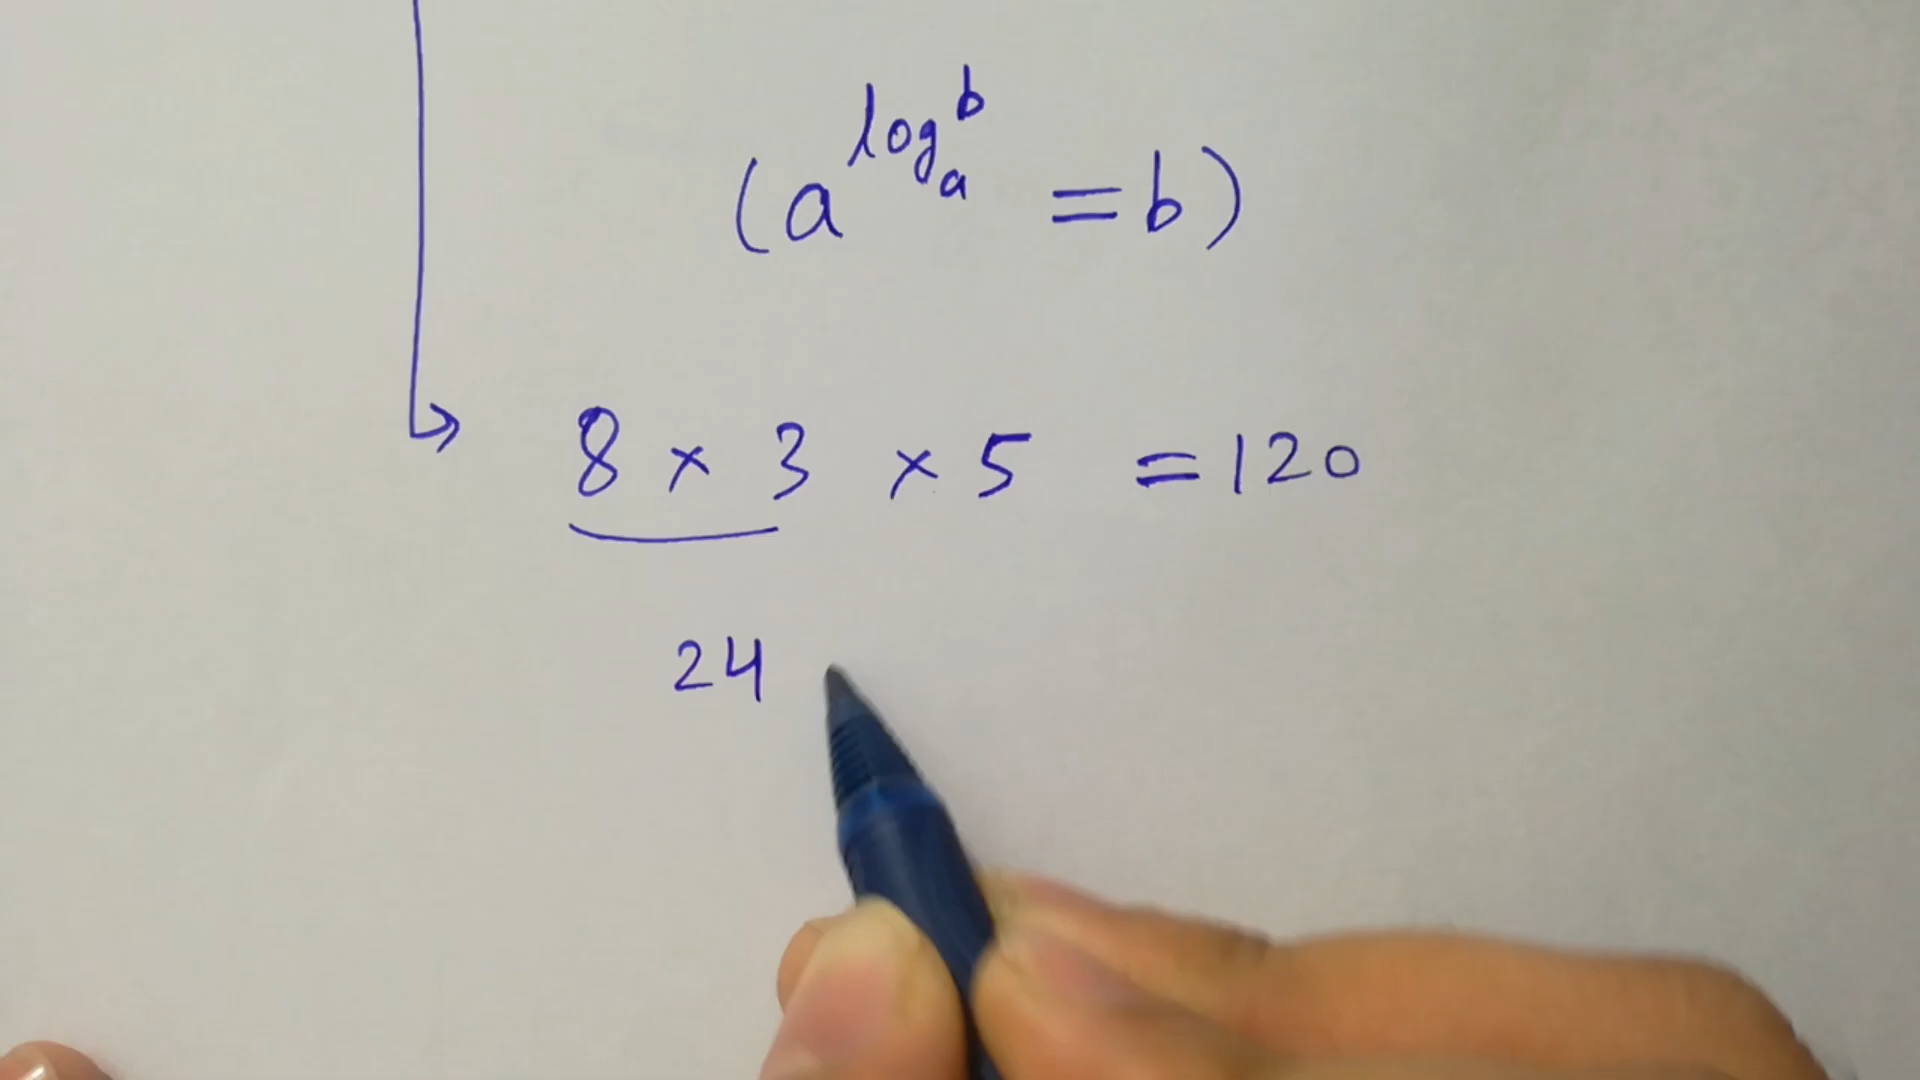 (a^{log_a^b} = b)
8 × 3 × 5 = 120
24